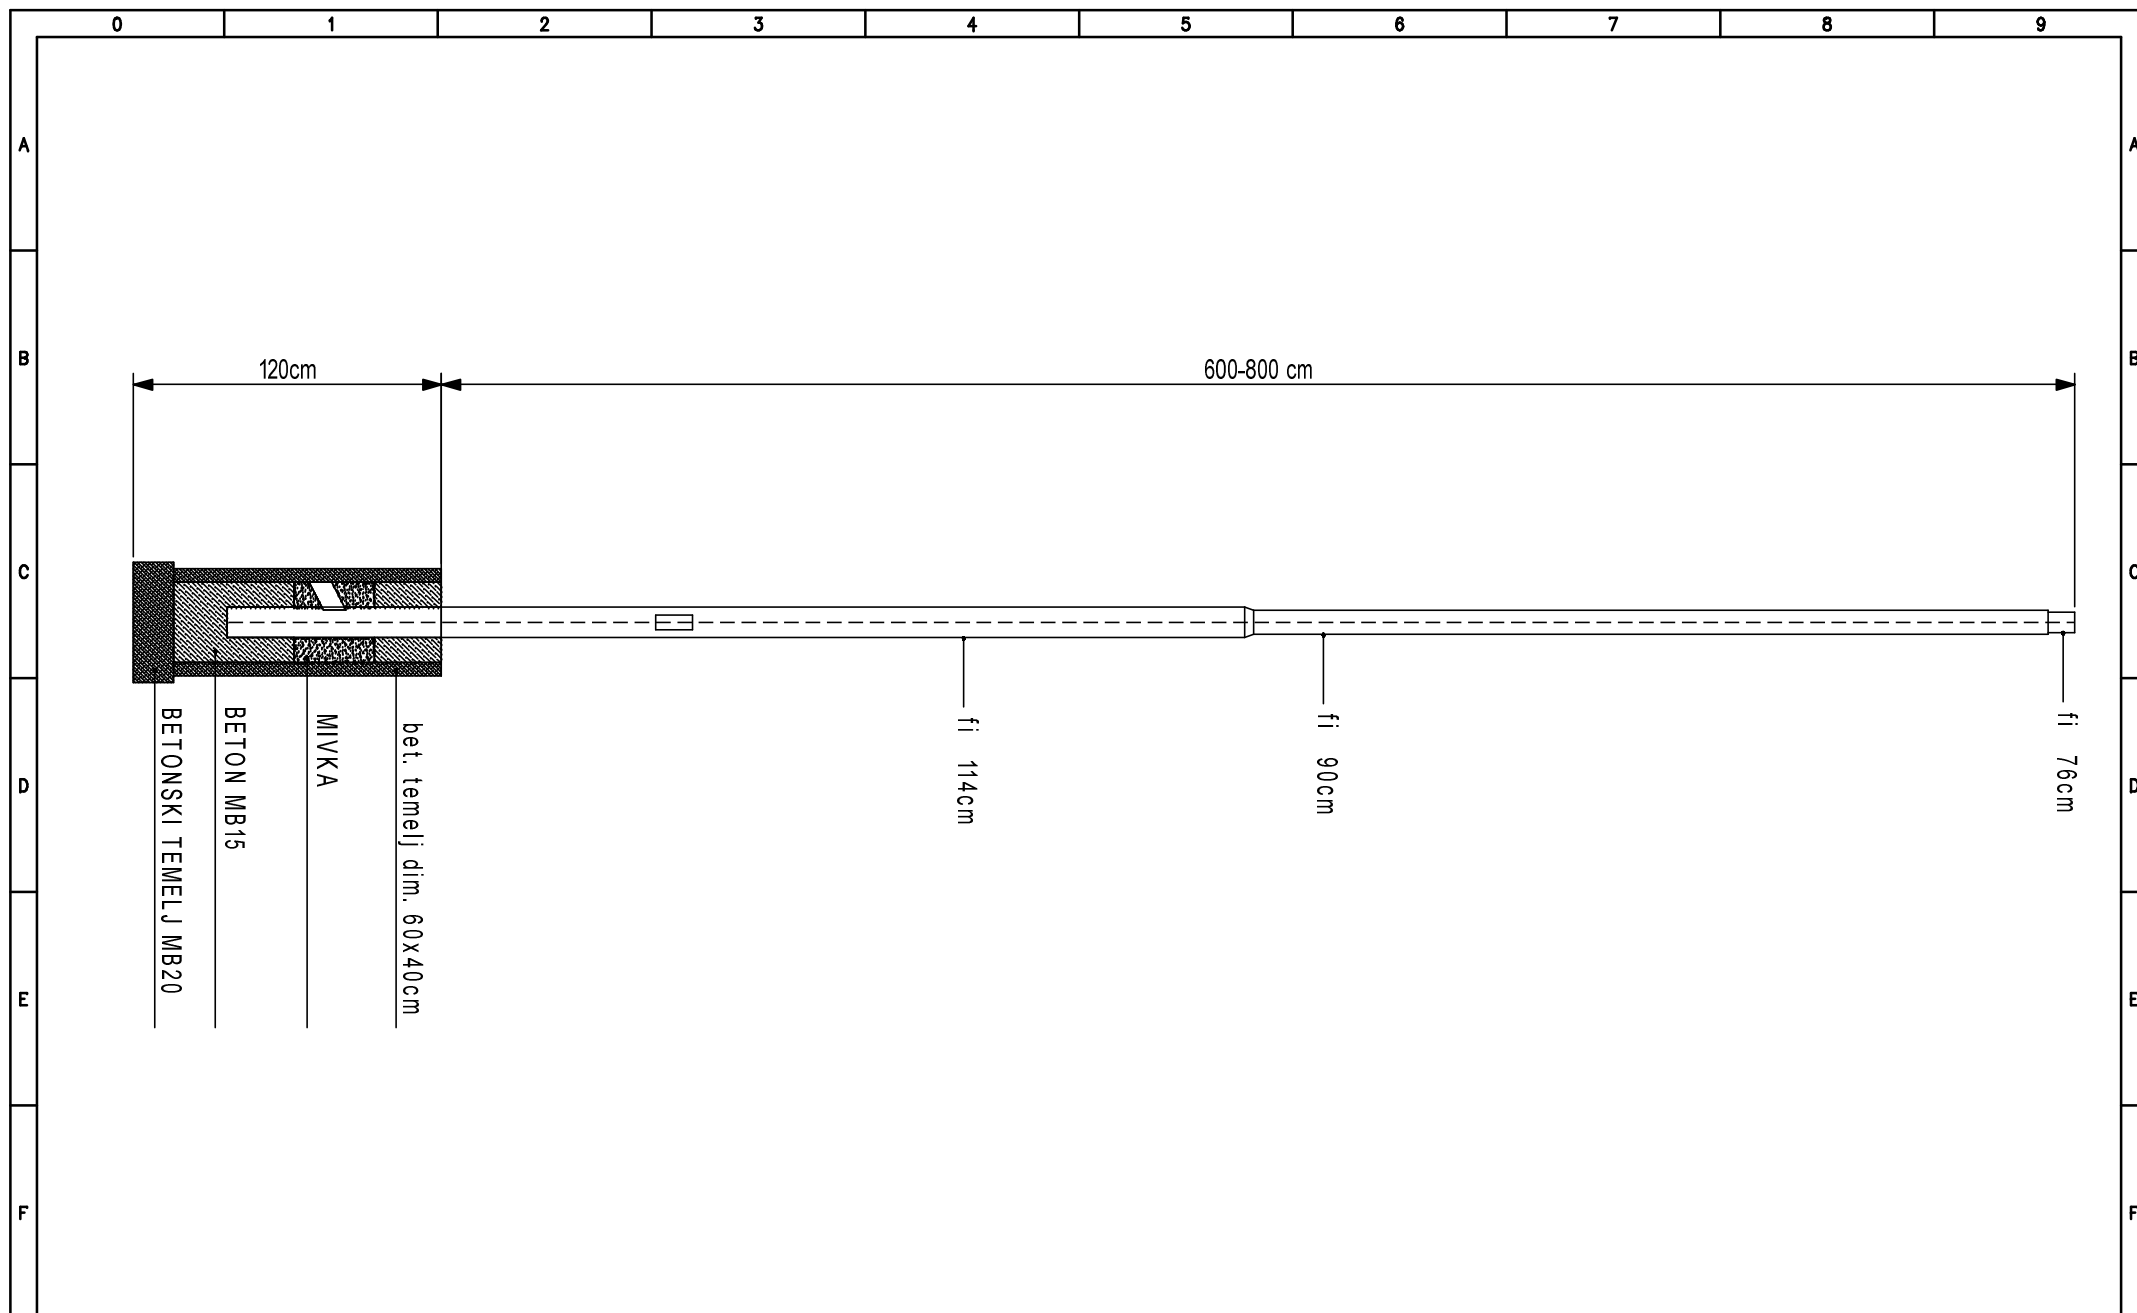 0 1 2 3 4 5 6 7 8 9
A A
B B
120cm 600-800 cm
C C
BETONSKI TEMELJ MB20
BETON MB15
MIVKA
bet. temelj dim. 60x40cm
fi 114cm
fi 90cm
fi 76cm
D D
E E
F F